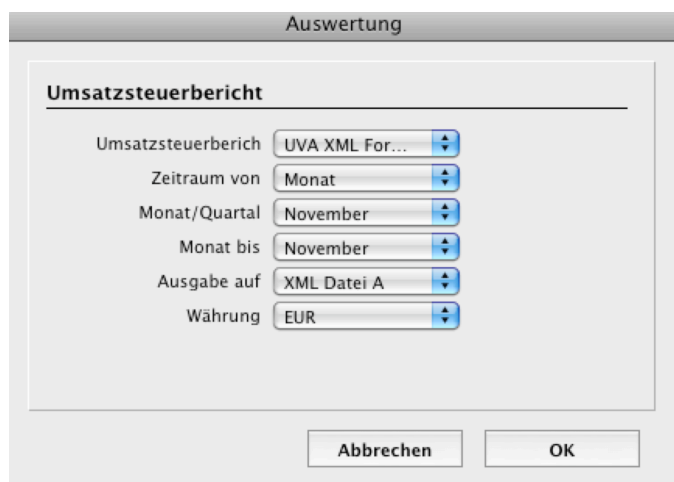 Auswertung
Umsatzsteuerbericht
Umsatzsteuerberich UVA XML For...
Zeitraum von Monat
Monat/Quartal November
Monat bis November
Ausgabe auf XML Datei A
Währung EUR
Abbrechen OK